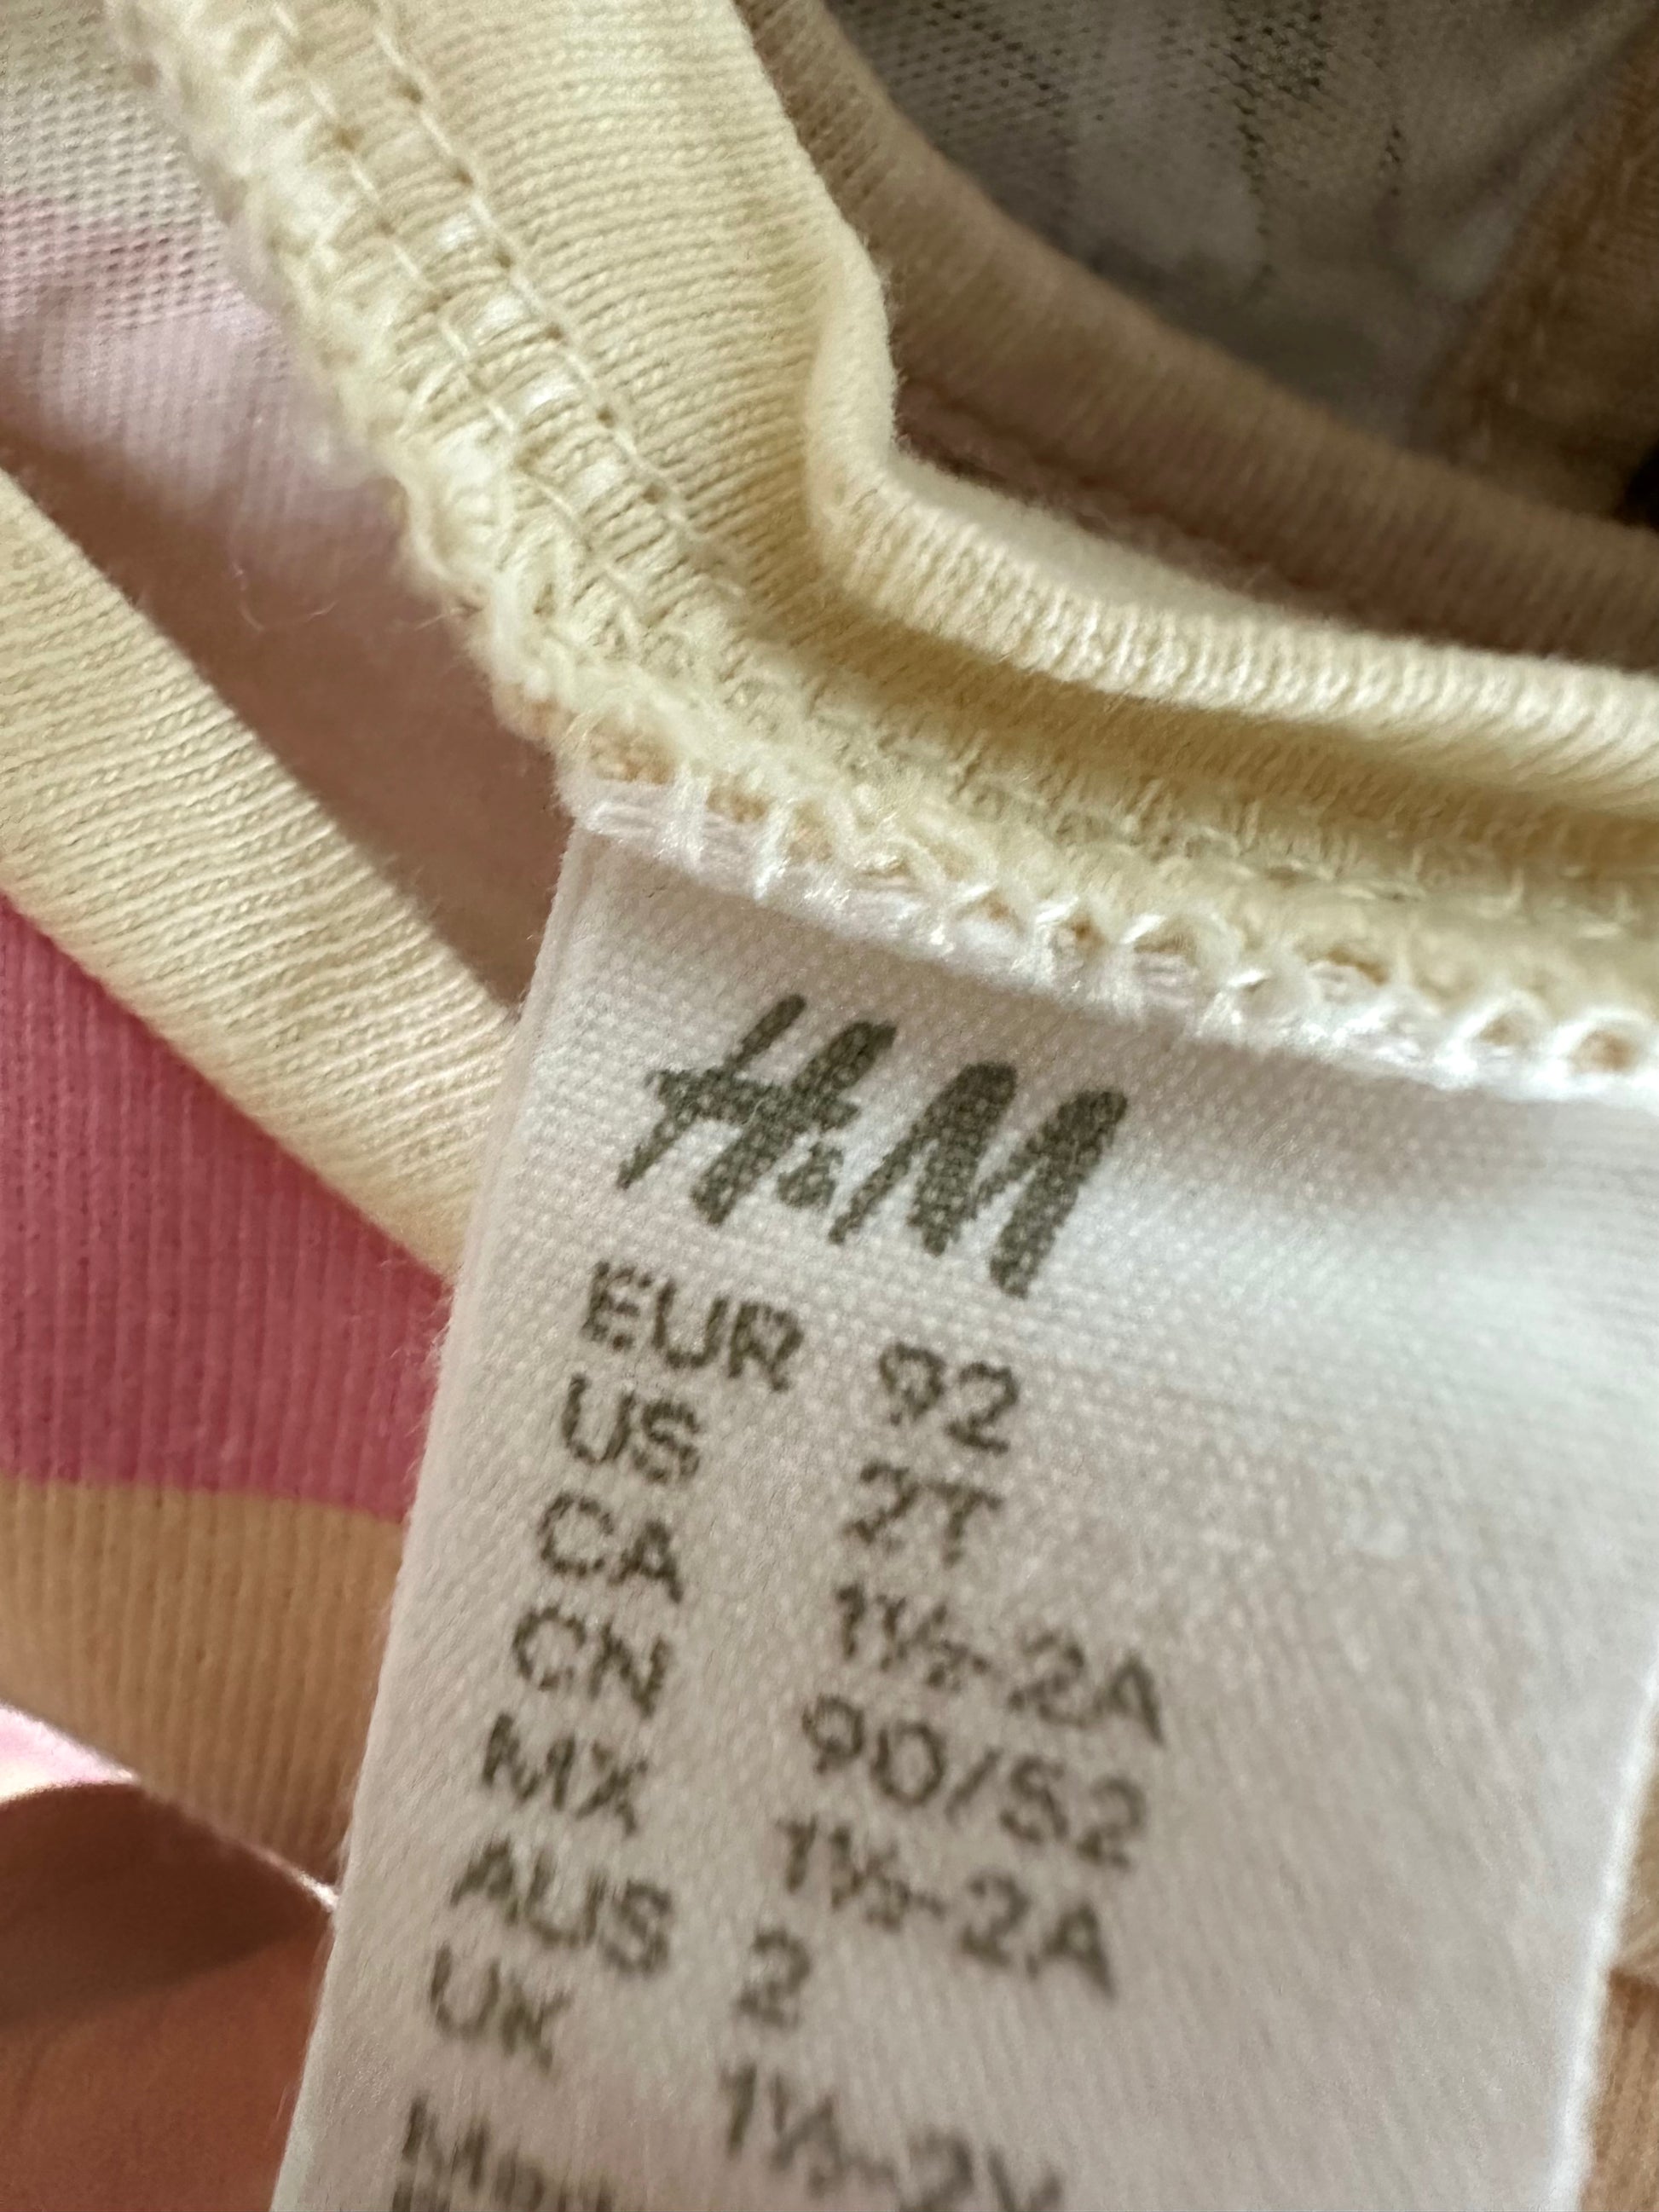 H&M
EUR 92
US 2T
CA 1½-2A
CN 90/52
MX 1½-2A
AUS 2
UK 1½-2Y